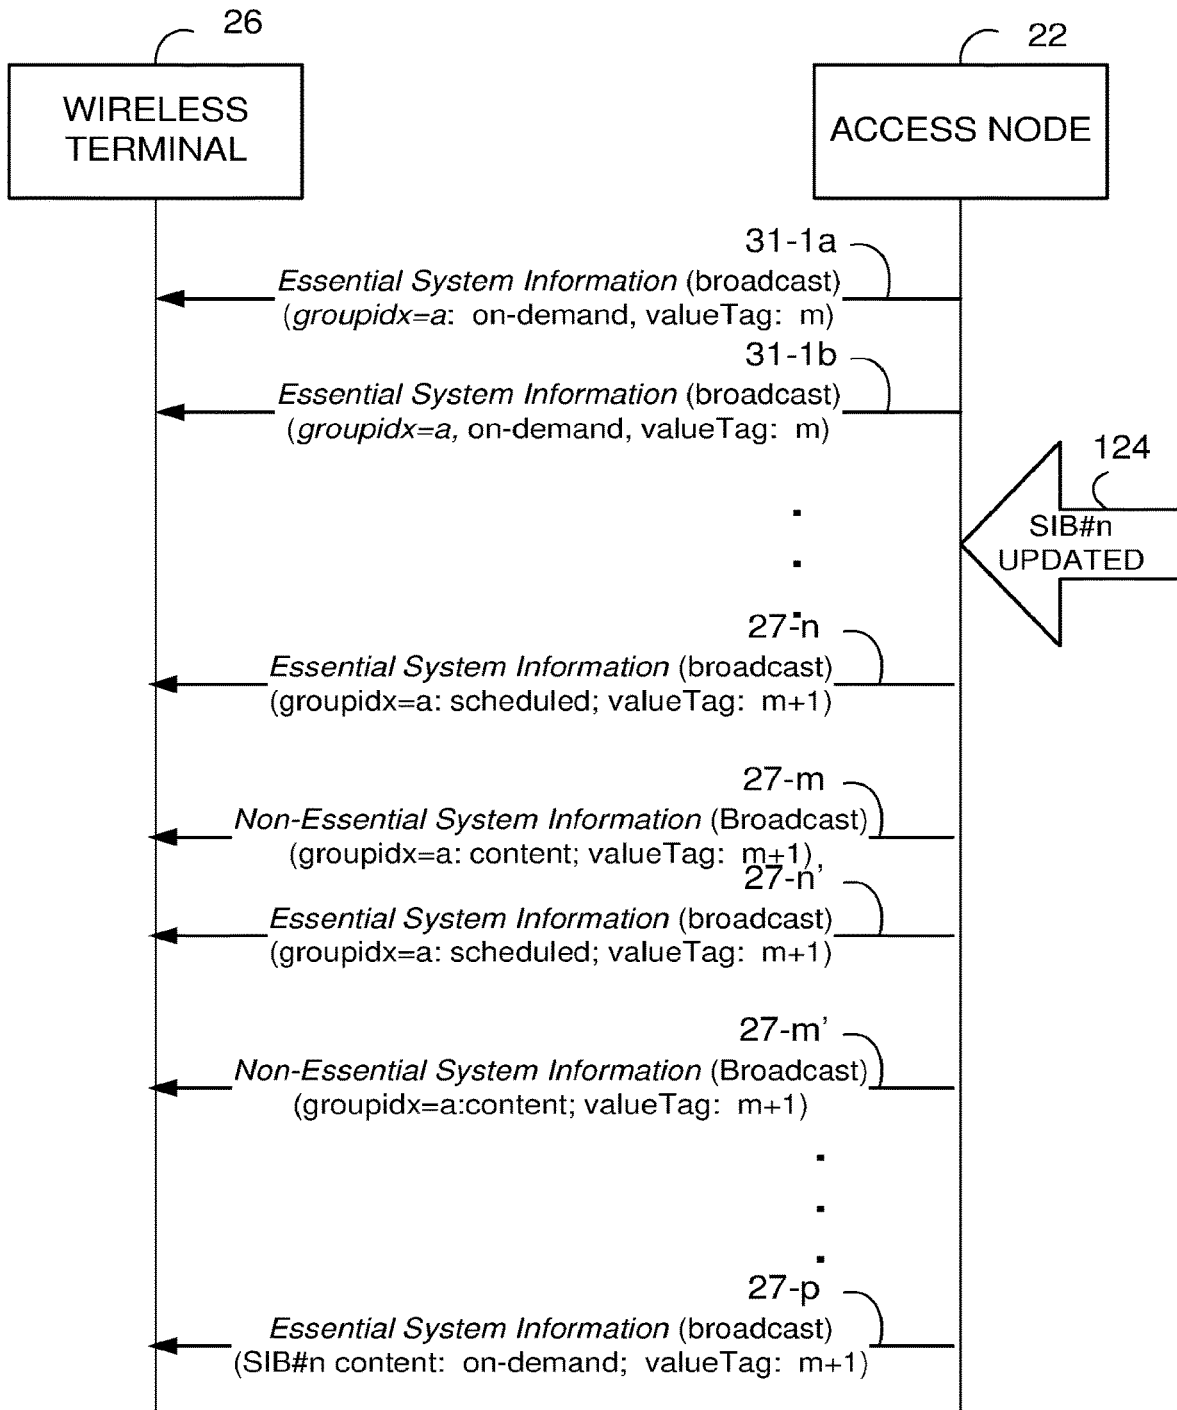 26
22
WIRELESS
TERMINAL
ACCESS NODE
31-1a
Essential System Information (broadcast)
(groupidx=a: on-demand, valueTag: m)
31-1b
Essential System Information (broadcast)
(groupidx=a, on-demand, valueTag: m)
124
SIB#n
UPDATED
27-n
Essential System Information (broadcast)
(groupidx=a: scheduled; valueTag: m+1)
27-m
Non-Essential System Information (Broadcast)
(groupidx=a: content; valueTag: m+1),
27-n’
Essential System Information (broadcast)
(groupidx=a: scheduled; valueTag: m+1)
27-m’
Non-Essential System Information (Broadcast)
(groupidx=a:content; valueTag: m+1)
27-p
Essential System Information (broadcast)
(SIB#n content: on-demand; valueTag: m+1)